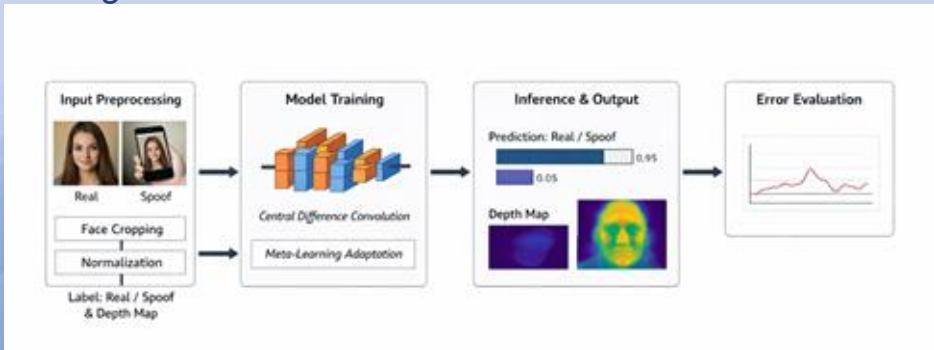 Input Preprocessing
Real
Spoof
Face Cropping
Normalization
Label: Real / Spoof
& Depth Map
Model Training
Central Difference Convolution
Meta-Learning Adaptation
Inference & Output
Prediction: Real / Spoof
0.95
0.05
Depth Map
Error Evaluation